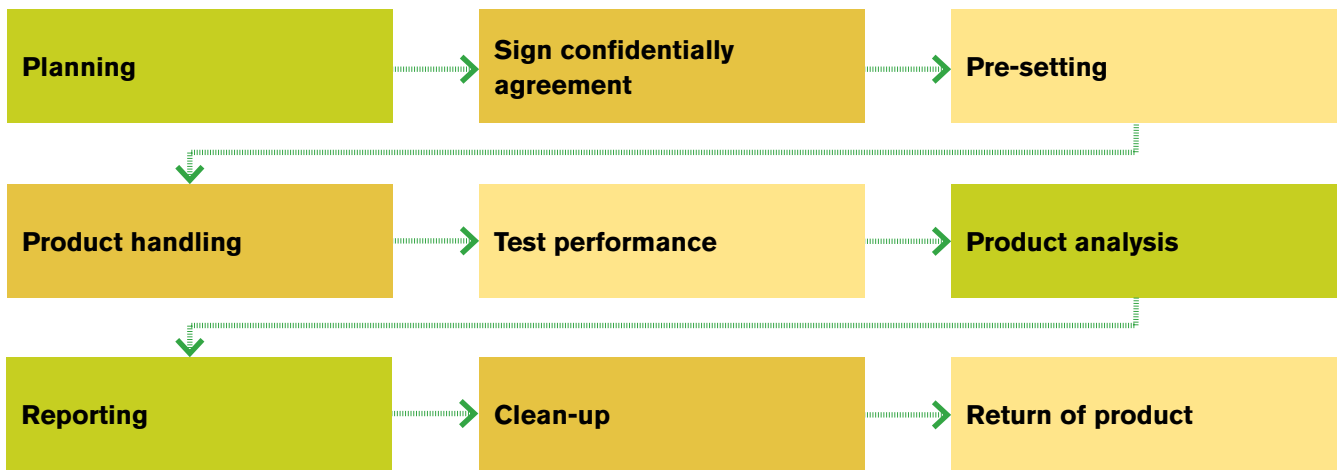 Planning
Sign confidentially
agreement
Pre-setting
Product handling
Test performance
Product analysis
Reporting
Clean-up
Return of product